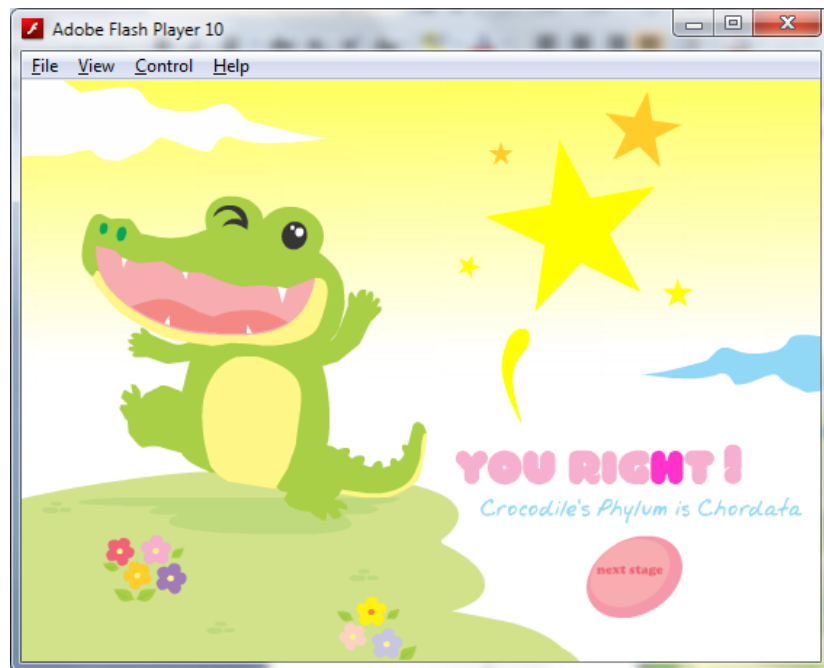 Adobe Flash Player 10
File View Control Help
YOU RIGHT !
Crocodile's Phylum is Chordata
next stage